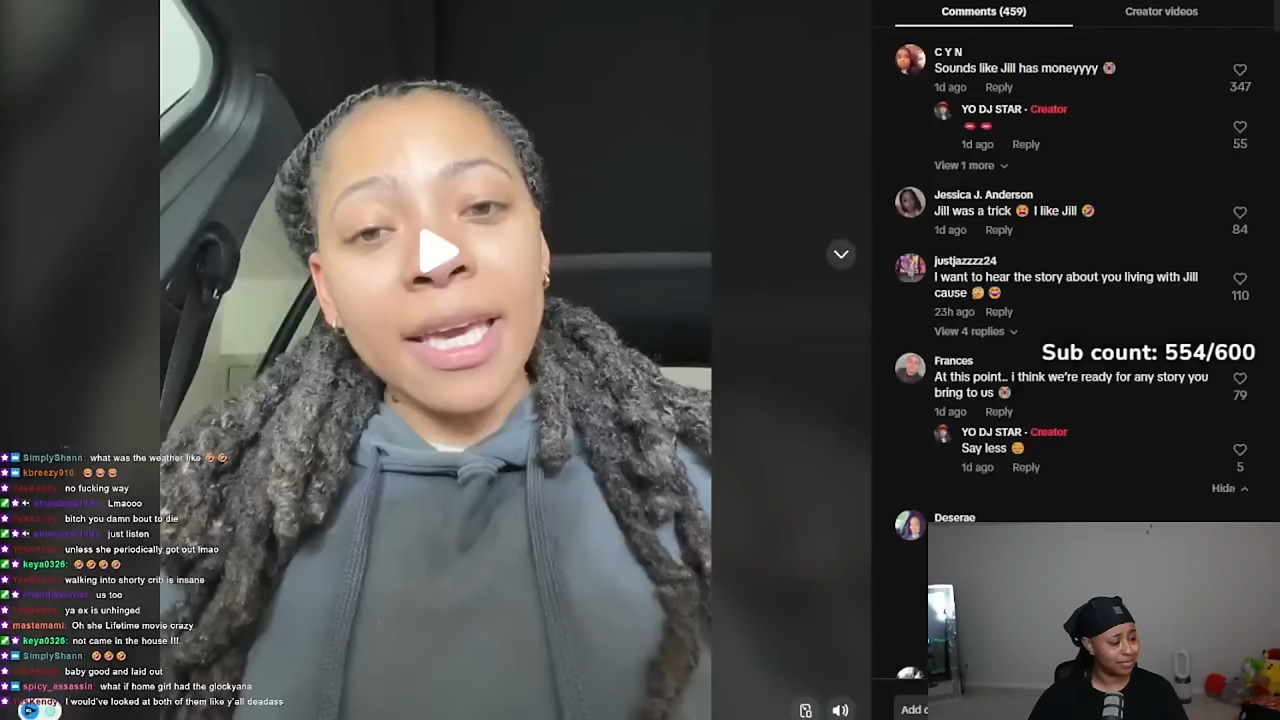 Comments (459)
Creator videos
C Y N
Sounds like Jill has moneyyyy
1d ago Reply
347
YO DJ STAR · Creator
1d ago Reply
55
View 1 more
Jessica J. Anderson
Jill was a trick I like Jill
1d ago Reply
84
justjazzzz24
I want to hear the story about you living with Jill
cause
23h ago Reply
110
View 4 replies
Sub count: 554/600
Frances
At this point.. i think we're ready for any story you
bring to us
1d ago Reply
79
YO DJ STAR · Creator
Say less
1d ago Reply
5
Hide
Deserae
Add c
SimplyShann: what was the weather like
kbreezy910
no fucking way
Lmaooo
bitch you damn bout to die
just listen
unless she periodically got out lmao
keya0326:
walking into shorty crib is insane
us too
ya ex is unhinged
mastamami: Oh she Lifetime movie crazy
keya0326: not came in the house !!!
SimplyShann:
baby good and laid out
spicy_assassin: what if home girl had the glockyana
I would've looked at both of them like y'all deadass